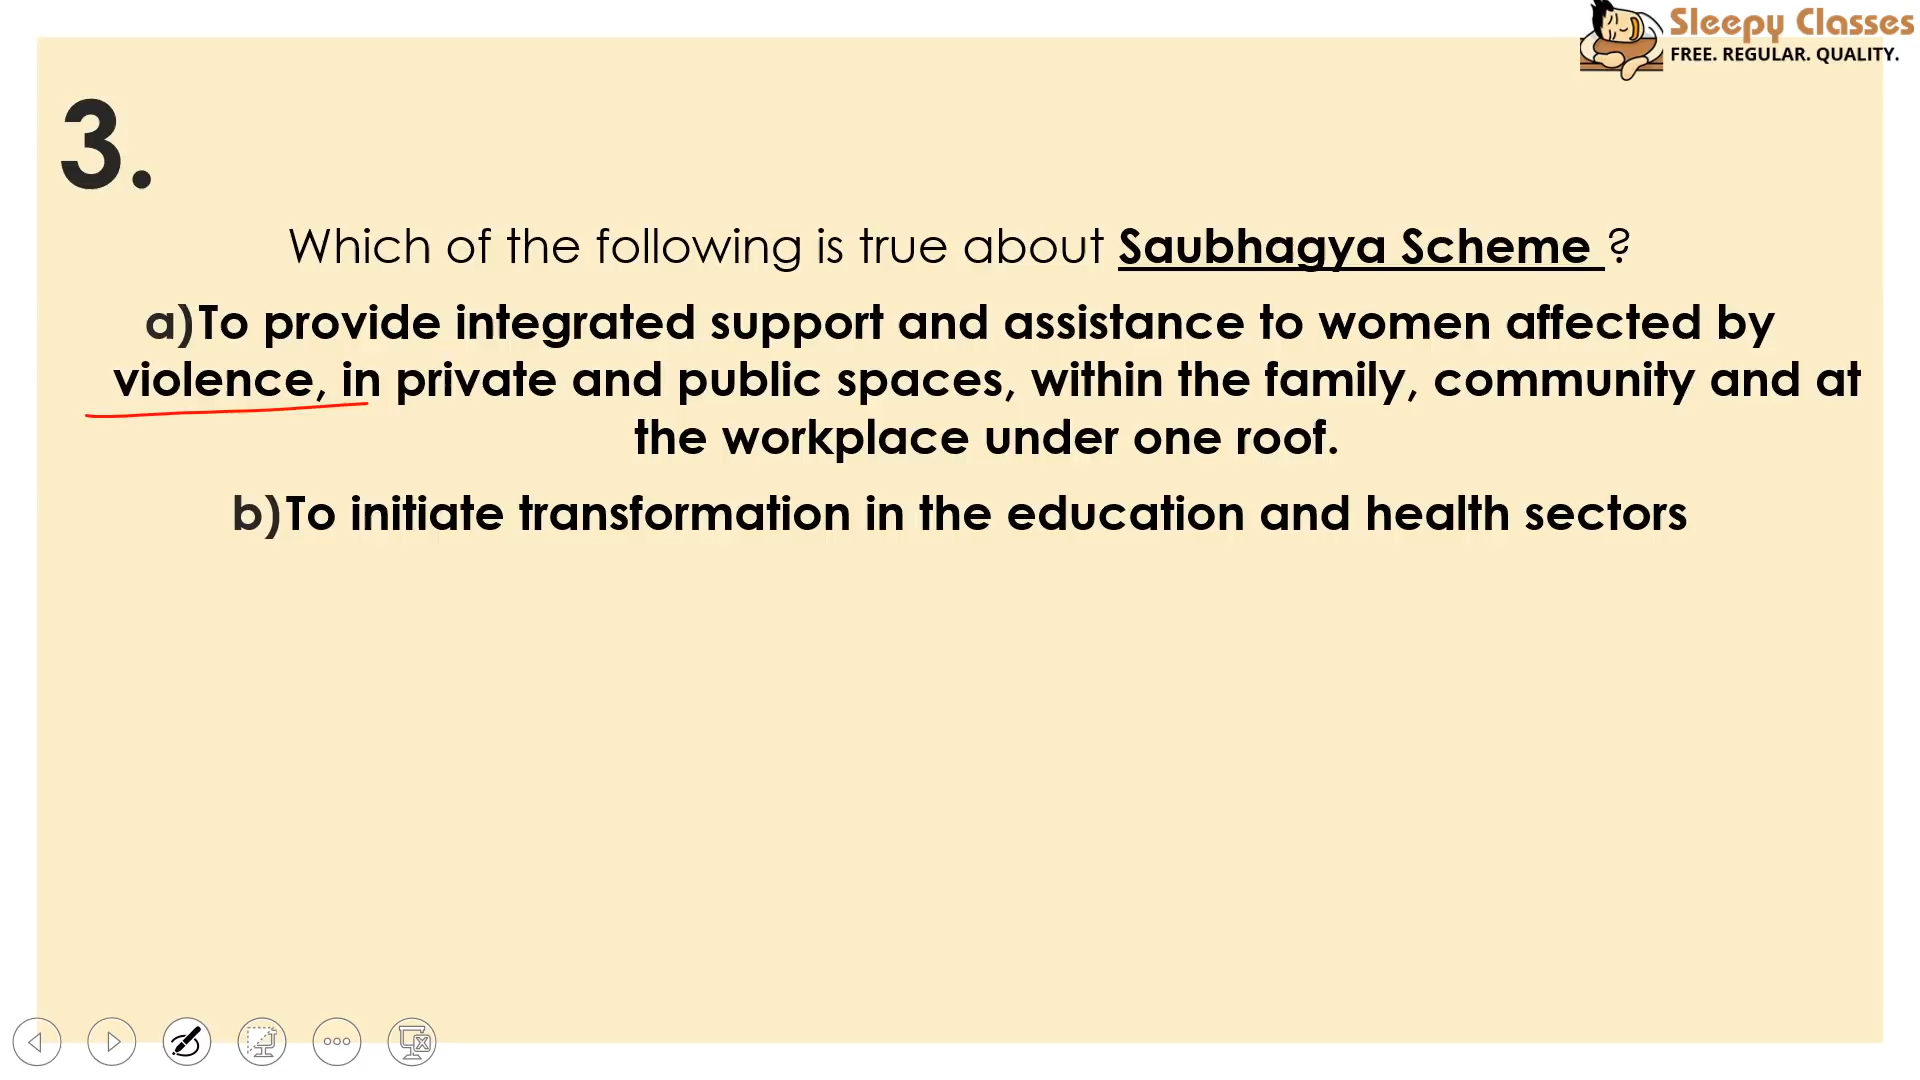 Sleepy Classes
FREE. REGULAR. QUALITY.
3.
Which of the following is true about Saubhagya Scheme ?
a)To provide integrated support and assistance to women affected by
violence, in private and public spaces, within the family, community and at
the workplace under one roof.
b)To initiate transformation in the education and health sectors